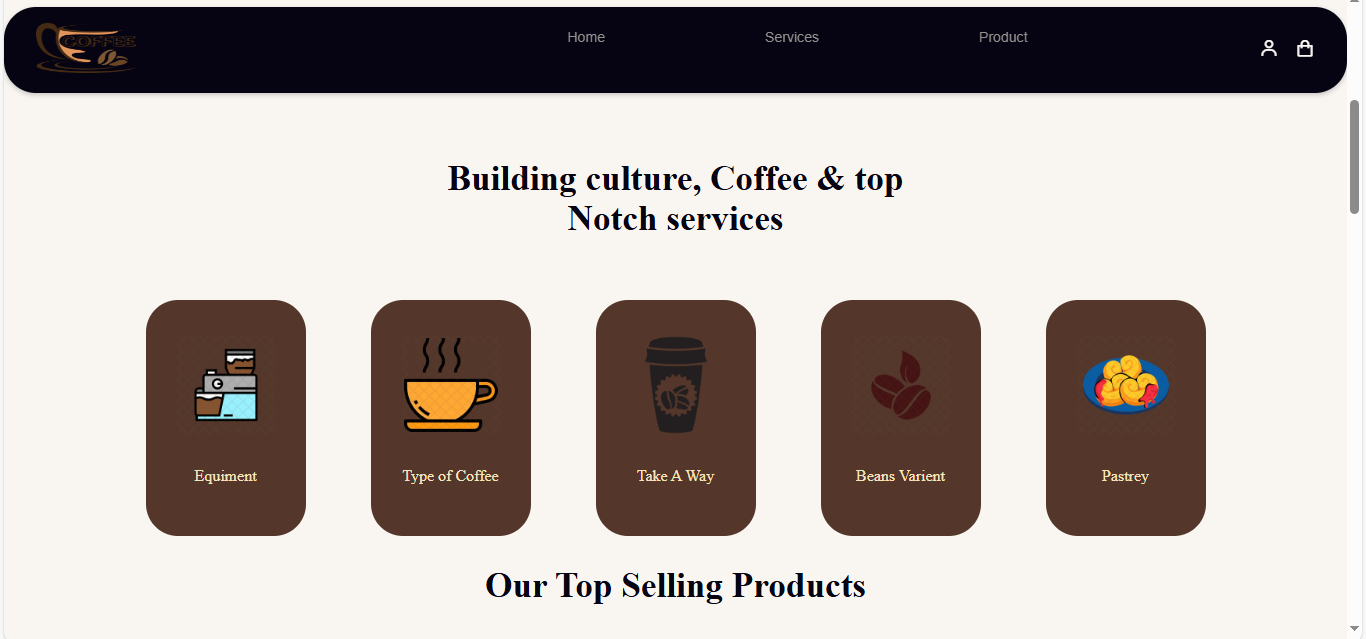 COFFEE
Home
Services
Product
Building culture, Coffee & top
Notch services
Equiment
Type of Coffee
Take A Way
Beans Varient
Pastrey
Our Top Selling Products